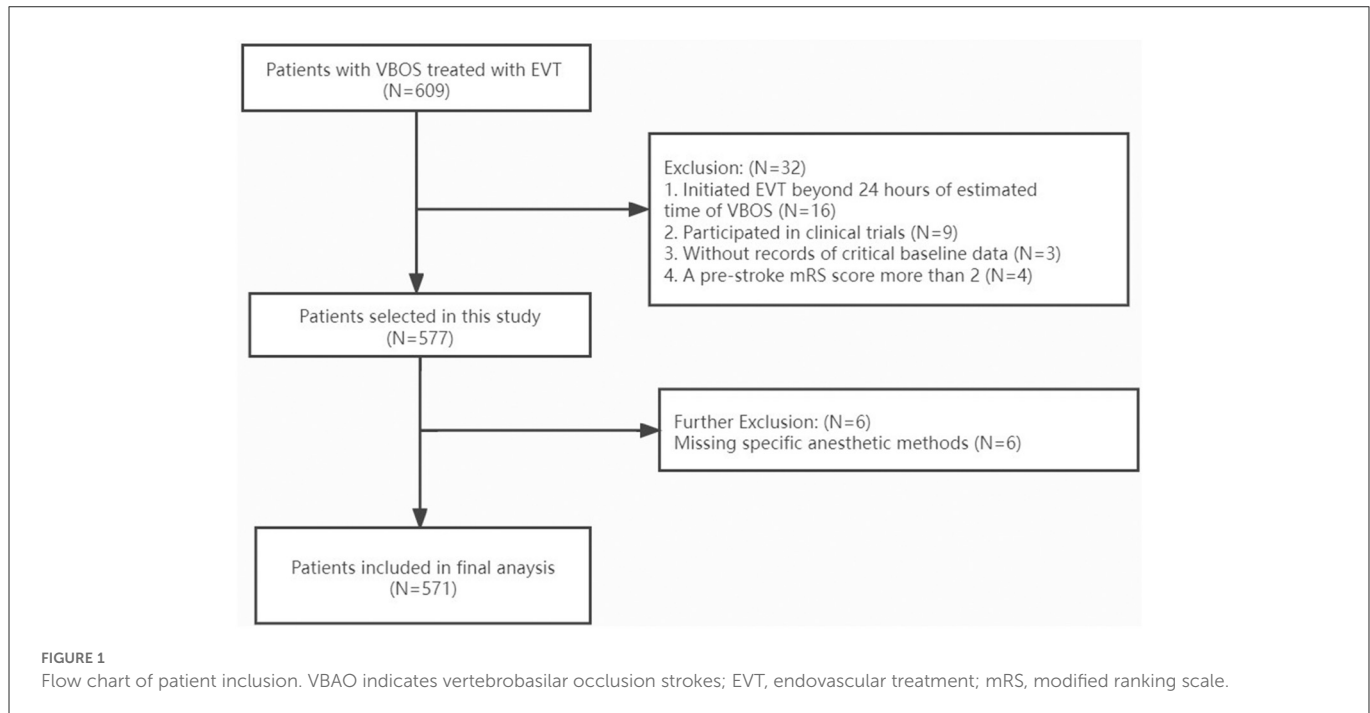 Patients with VBOS treated with EVT
(N=609)
Exclusion: (N=32)
1. Initiated EVT beyond 24 hours of estimated
time of VBOS (N=16)
2. Participated in clinical trials (N=9)
3. Without records of critical baseline data (N=3)
4. A pre-stroke mRS score more than 2 (N=4)
Patients selected in this study
(N=577)
Further Exclusion: (N=6)
Missing specific anesthetic methods (N=6)
Patients included in final anaysis
(N=571)
FIGURE 1
Flow chart of patient inclusion. VBAO indicates vertebrobasilar occlusion strokes; EVT, endovascular treatment; mRS, modified ranking scale.